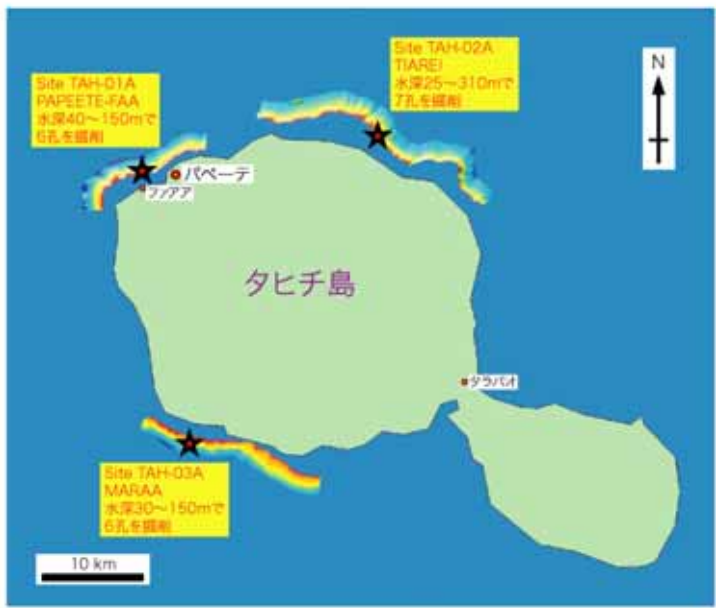 Site TAH-02A
TIAREI
水深25～310mで
7孔を掘削
N
Site TAH-01A
PAPEETE-FAA
水深40～150mで
6孔を掘削
パペーテ
ファアア
タヒチ島
タラバオ
Site TAH-03A
MARAA
水深30～150mで
6孔を掘削
10 km